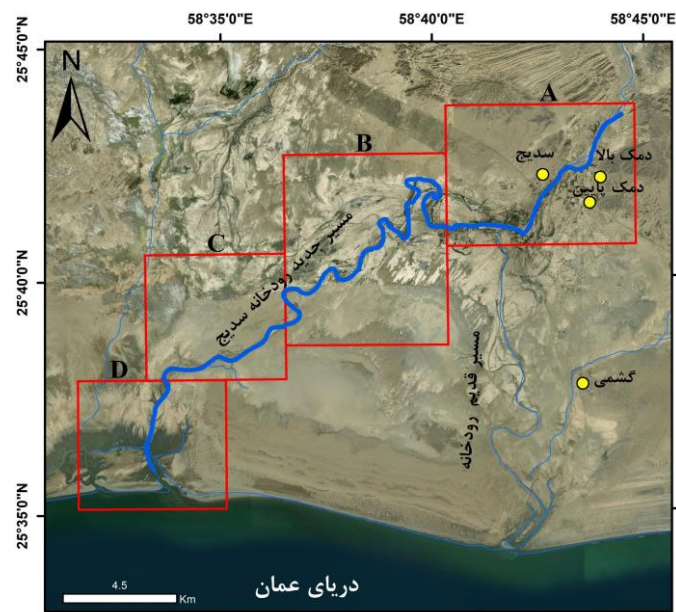 58°35'0"E
58°40'0"E
58°45'0"E
25°45'0"N
N
A
سدیج
دمک بالا
دمک پایین
B
مسیر جدید رودخانه سدیج
C
25°40'0"N
مسیر قدیم رودخانه
گشمی
D
25°35'0"N
4.5
Km
دریای عمان